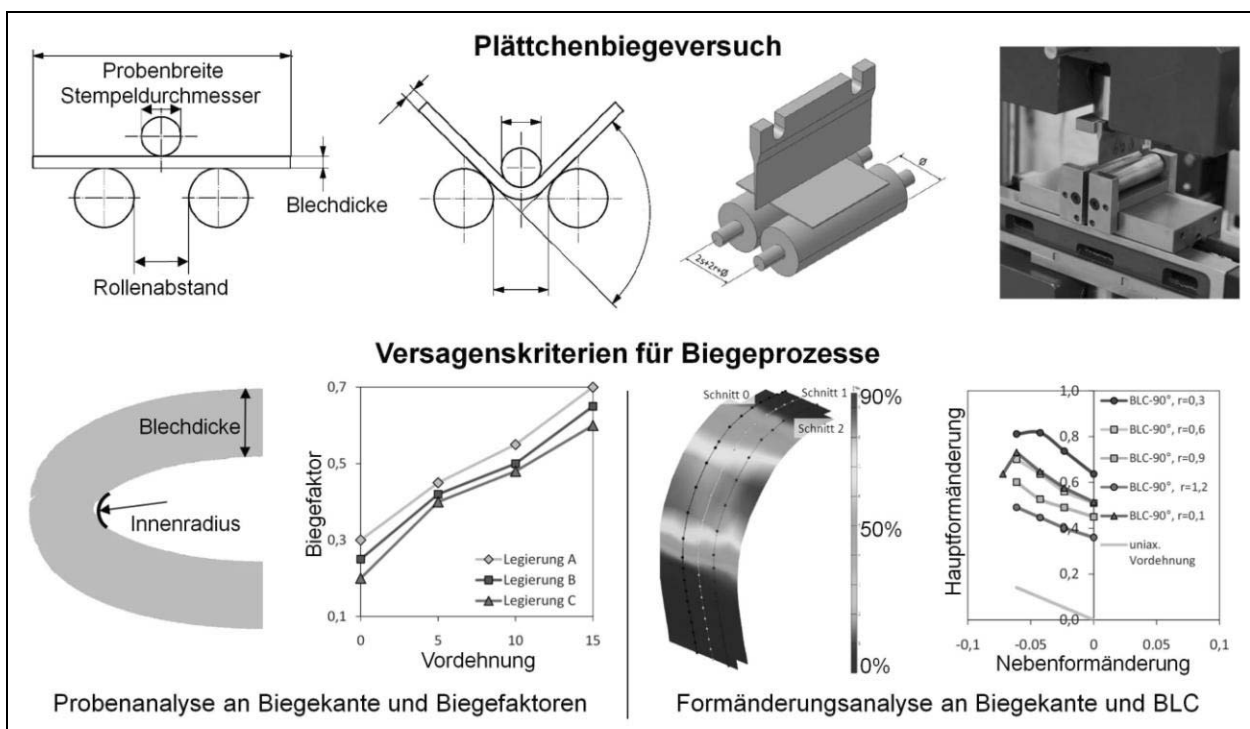 Plättchenbiegeversuch
Probenbreite
Stempeldurchmesser
Blechdicke
Rollenabstand
2s+2r+Ø
Ø
Versagenskriterien für Biegeprozesse
Blechdicke
Innenradius
Biegefaktor
0,7
0,5
0,3
0,1
Legierung A
Legierung B
Legierung C
0 5 10 15
Vordehnung
Schnitt 0
Schnitt 1
Schnitt 2
90%
50%
0%
Hauptformänderung
1,0
0,8
0,6
0,4
0,2
0,0
BLC-90°, r=0,3
BLC-90°, r=0,6
BLC-90°, r=0,9
BLC-90°, r=1,2
BLC-90°, r=0,1
uniax.
Vordehnung
-0,1 -0.05 0 0.05 0,1
Nebenformänderung
Probenanalyse an Biegekante und Biegefaktoren
Formänderungsanalyse an Biegekante und BLC